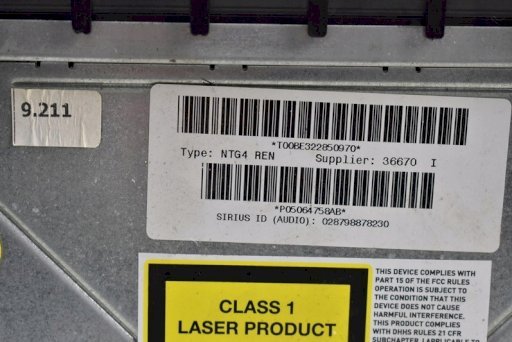 9.211
*T00BE322850970*
Type: NTG4 REN Supplier: 36670 I
*P05064758AB*
SIRIUS ID (AUDIO): 028798878230
CLASS 1
LASER PRODUCT
THIS DEVICE COMPLIES WITH
PART 15 OF THE FCC RULES
OPERATION IS SUBJECT TO
THE CONDITION THAT THIS
DEVICE DOES NOT CAUSE
HARMFUL INTERFERENCE.
THIS PRODUCT COMPLIES
WITH DHHS RULES 21 CFR
SUBCHAPTER J APPLICABLE TO